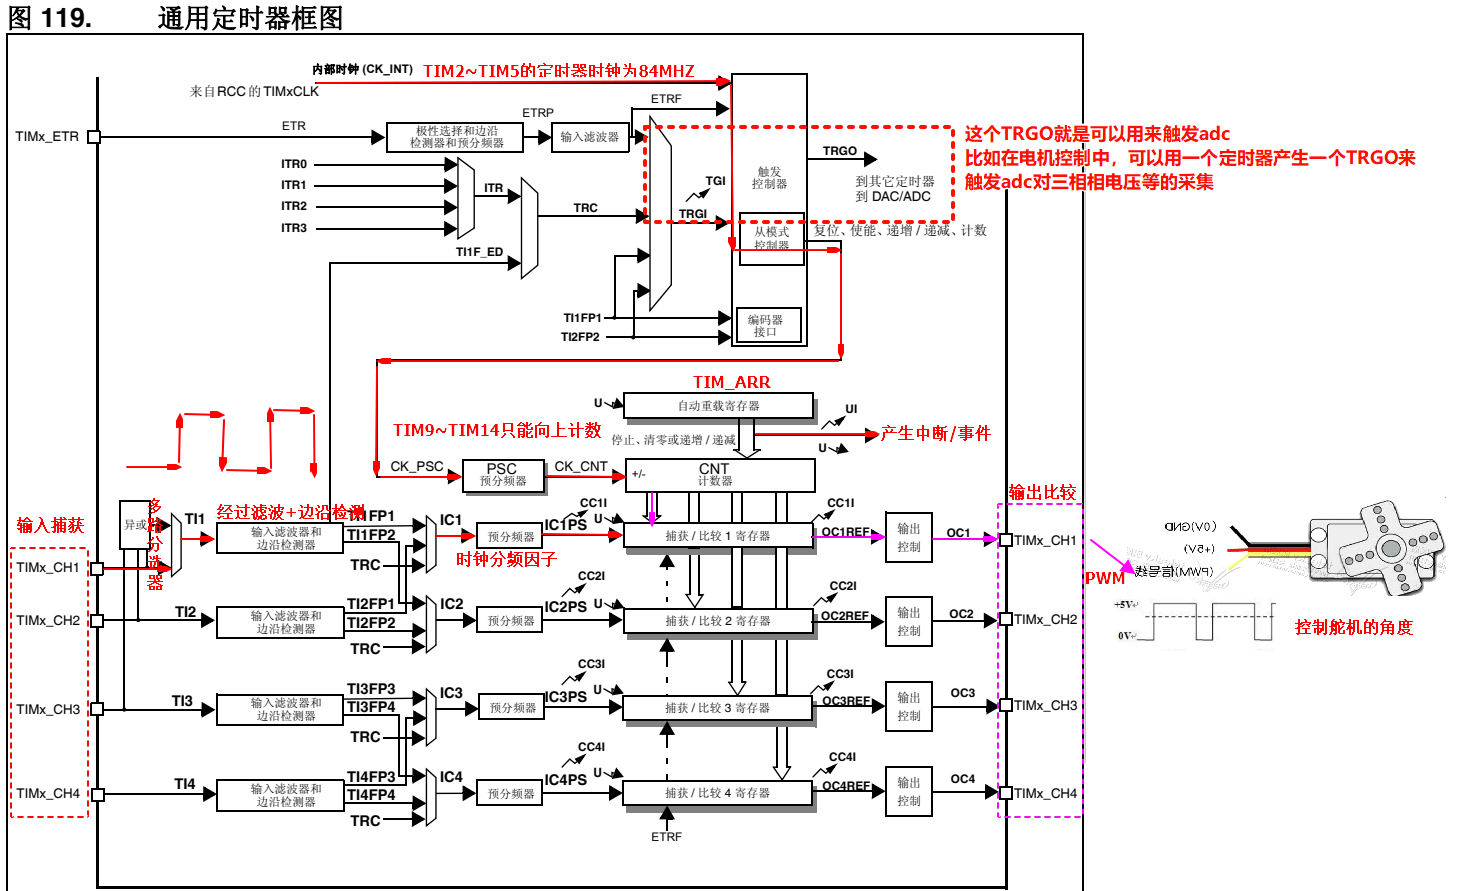 图 119. 通用定时器框图
内部时钟 (CK_INT)
TIM2~TIM5的定时器时钟为84MHZ
来自RCC 的 TIMxCLK
ETRF
ETRP
TIMx_ETR
ETR
极性选择和边沿
检测器和预分频器
输入滤波器
这个TRGO就是可以用来触发adc
比如在电机控制中，可以用一个定时器产生一个TRGO来
触发adc对三相相电压等的采集
TRGO
ITR0
ITR1
ITR2
ITR3
ITR
TRC
TGI
TRGI
触发
控制器
到其它定时器
到 DAC/ADC
从模式
控制器
复位、使能、递增 / 递减、计数
TI1F_ED
TI1FP1
TI2FP2
编码器
接口
TIM_ARR
U
自动重载寄存器
UI
TIM9~TIM14只能向上计数
停止、清零或递增 / 递减
U
产生中断/事件
CK_PSC
PSC
预分频器
CK_CNT
+/-
CNT
计数器
输入捕获
异或
多路分选器
TI1
经过滤波+边沿检测
输入滤波器和
边沿检测器
TI1FP1
TI1FP2
TRC
IC1
预分频器
时钟分频因子
IC1PS
CC1I
U
捕获 / 比较 1 寄存器
CC1I
OC1REF
输出
控制
OC1
输出比较
TIMx_CH1
TIMx_CH1
PWM
GND(V0)
(+5V)
信号线(PWM)
+5V
0V
控制舵机的角度
TIMx_CH2
TI2
输入滤波器和
边沿检测器
TI2FP1
TI2FP2
TRC
IC2
预分频器
IC2PS
CC2I
U
捕获 / 比较 2 寄存器
CC2I
OC2REF
输出
控制
OC2
TIMx_CH2
TIMx_CH3
TI3
输入滤波器和
边沿检测器
TI3FP3
TI3FP4
TRC
IC3
预分频器
IC3PS
CC3I
U
捕获 / 比较 3 寄存器
CC3I
OC3REF
输出
控制
OC3
TIMx_CH3
TIMx_CH4
TI4
输入滤波器和
边沿检测器
TI4FP3
TI4FP4
TRC
IC4
预分频器
IC4PS
CC4I
U
捕获 / 比较 4 寄存器
CC4I
OC4REF
输出
控制
OC4
TIMx_CH4
ETRF